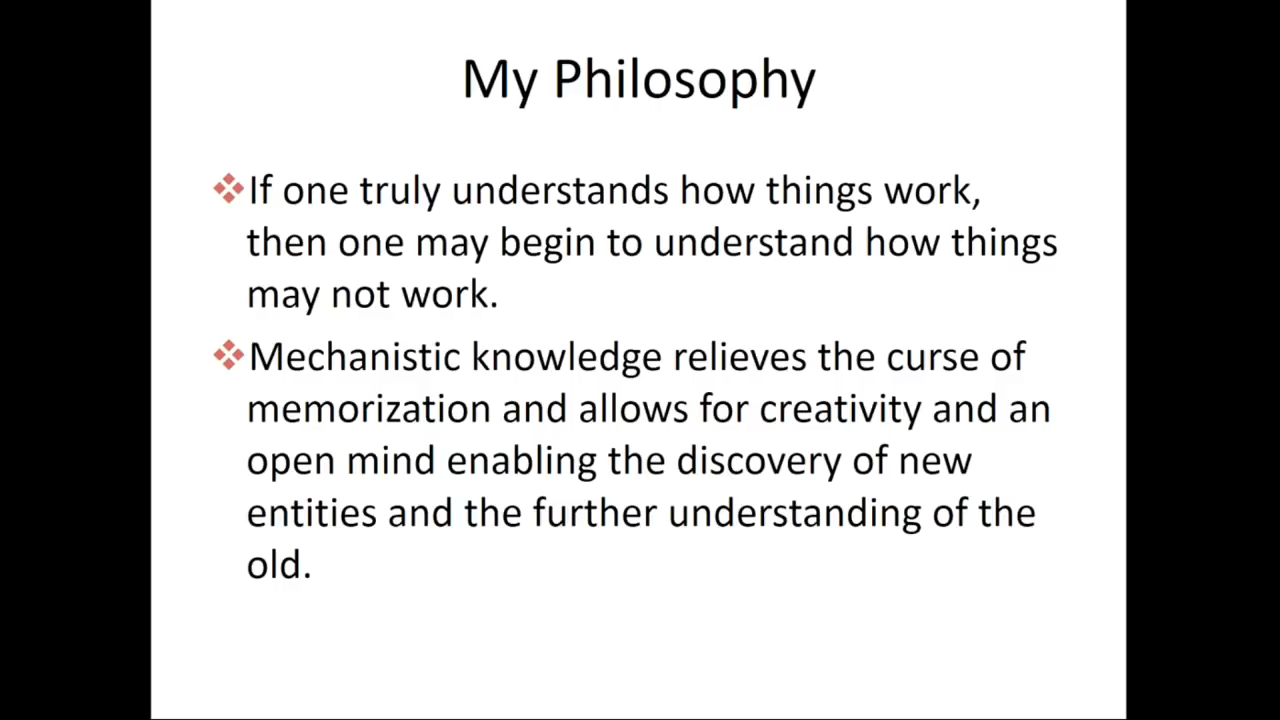 My Philosophy
If one truly understands how things work,
then one may begin to understand how things
may not work.
Mechanistic knowledge relieves the curse of
memorization and allows for creativity and an
open mind enabling the discovery of new
entities and the further understanding of the
old.